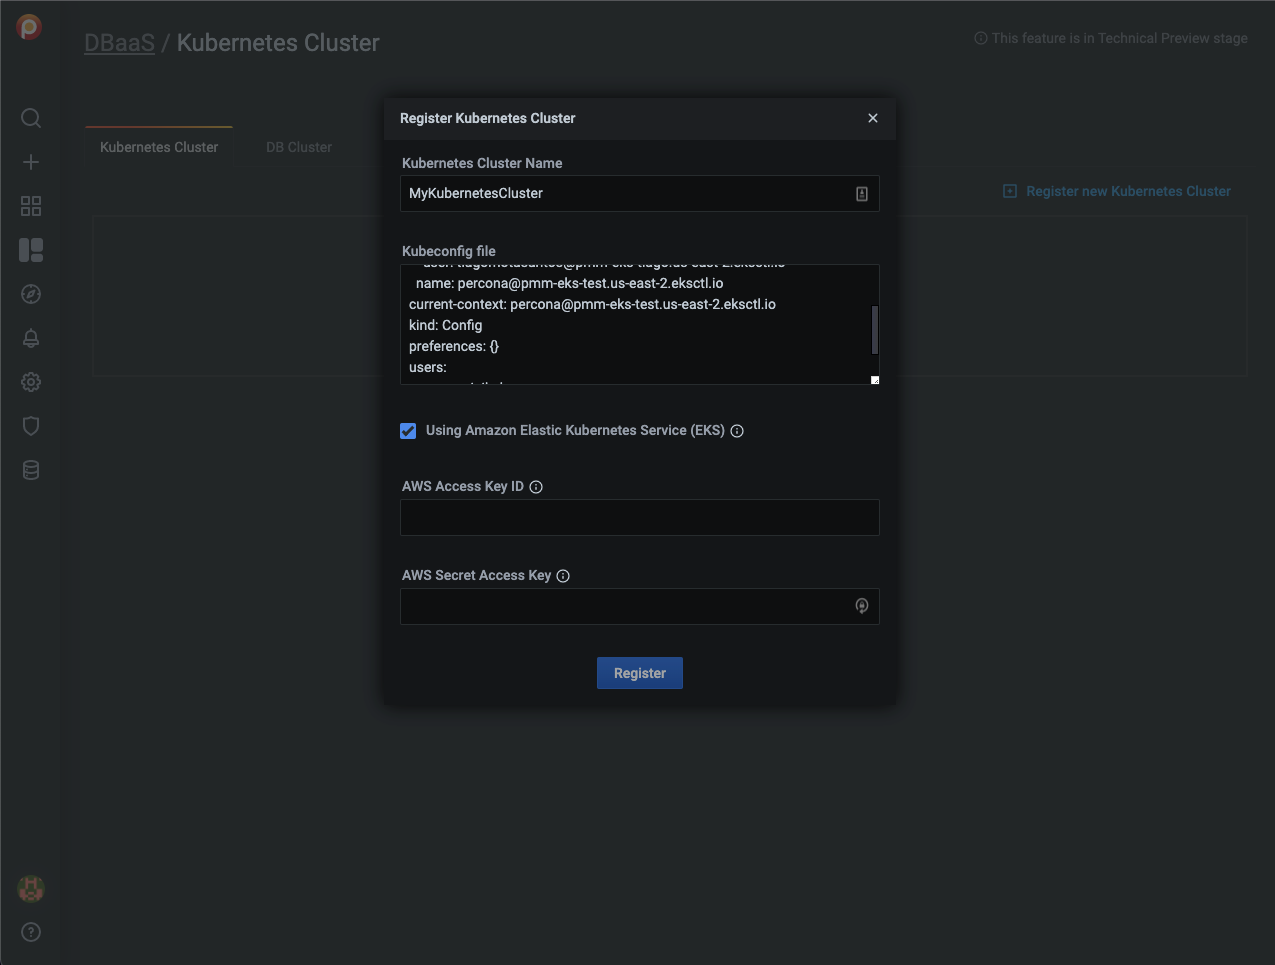 DBaaS / Kubernetes Cluster
This feature is in Technical Preview stage
Kubernetes Cluster
DB Cluster
Register new Kubernetes Cluster
Register Kubernetes Cluster
Kubernetes Cluster Name
MyKubernetesCluster
Kubeconfig file
name: percona@pmm-eks-test.us-east-2.eksctl.io
current-context: percona@pmm-eks-test.us-east-2.eksctl.io
kind: Config
preferences: {}
users:
Using Amazon Elastic Kubernetes Service (EKS)
AWS Access Key ID
AWS Secret Access Key
Register